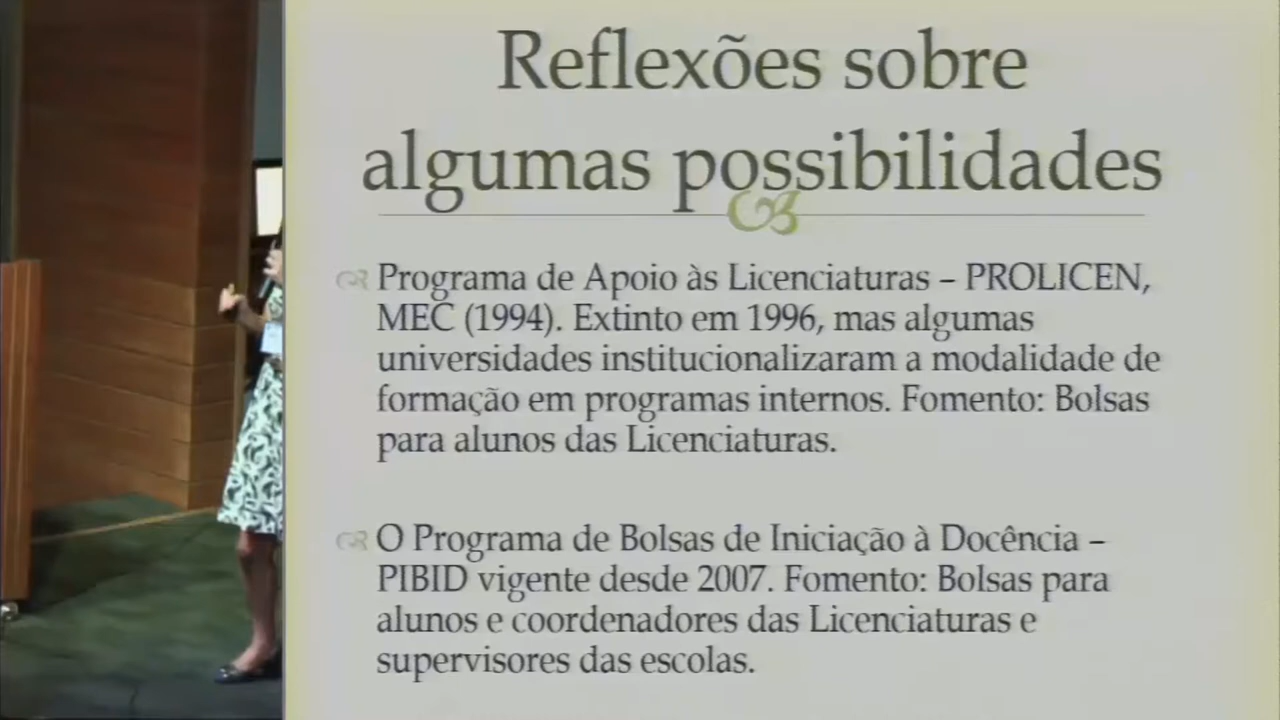 Reflexões sobre
algumas possibilidades
Programa de Apoio às Licenciaturas – PROLICEN,
MEC (1994). Extinto em 1996, mas algumas
universidades institucionalizaram a modalidade de
formação em programas internos. Fomento: Bolsas
para alunos das Licenciaturas.
O Programa de Bolsas de Iniciação à Docência –
PIBID vigente desde 2007. Fomento: Bolsas para
alunos e coordenadores das Licenciaturas e
supervisores das escolas.